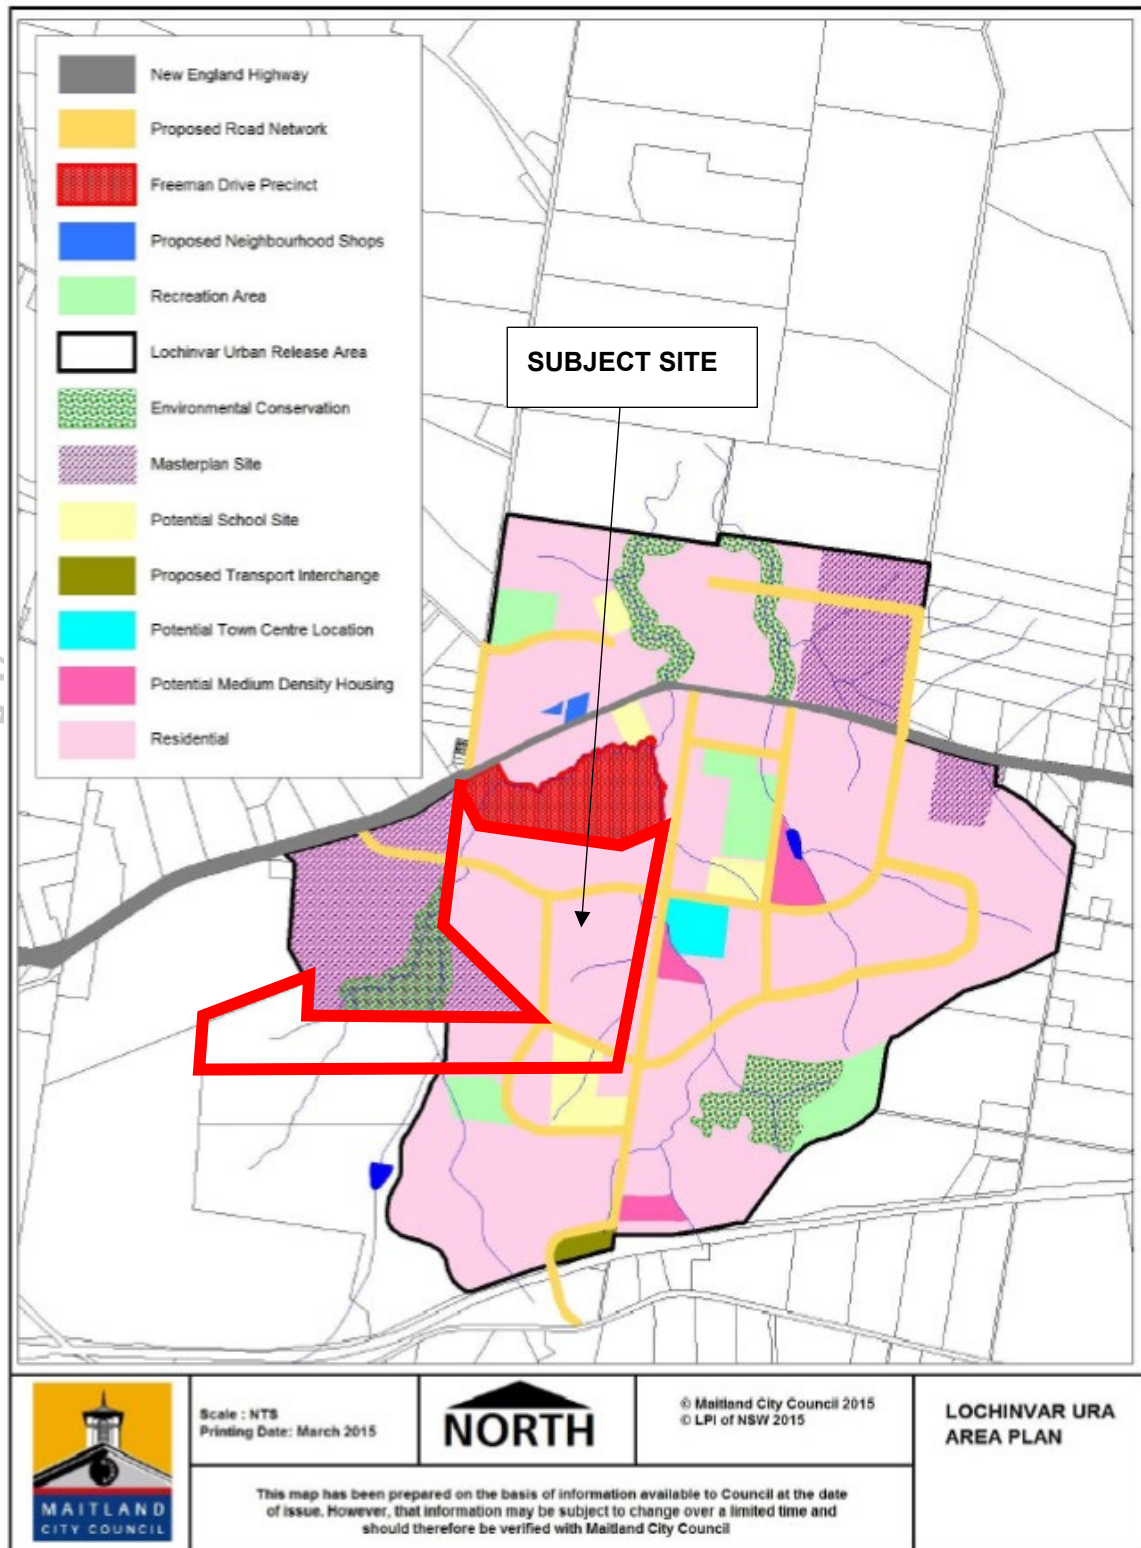 New England Highway
Proposed Road Network
Freeman Drive Precinct
Proposed Neighbourhood Shops
Recreation Area
Lochinvar Urban Release Area
Environmental Conservation
Masterplan Site
Potential School Site
Proposed Transport Interchange
Potential Town Centre Location
Potential Medium Density Housing
Residential
SUBJECT SITE
MAITLAND
CITY COUNCIL
Scale : NTS
Printing Date: March 2015
NORTH
© Maitland City Council 2015
© LPI of NSW 2015
LOCHINVAR URA
AREA PLAN
This map has been prepared on the basis of information available to Council at the date
of issue. However, that information may be subject to change over a limited time and
should therefore be verified with Maitland City Council